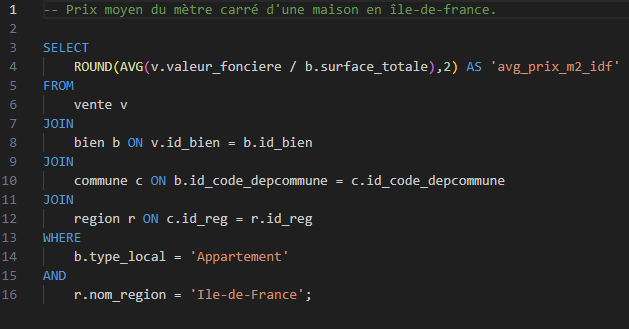 1 -- Prix moyen du mètre carré d'une maison en île-de-france.
2
3 SELECT
4 ROUND(AVG(v.valeur_fonciere / b.surface_totale),2) AS 'avg_prix_m2_idf'
5 FROM
6 vente v
7 JOIN
8 bien b ON v.id_bien = b.id_bien
9 JOIN
10 commune c ON b.id_code_depcommune = c.id_code_depcommune
11 JOIN
12 region r ON c.id_reg = r.id_reg
13 WHERE
14 b.type_local = 'Appartement'
15 AND
16 r.nom_region = 'Ile-de-France';